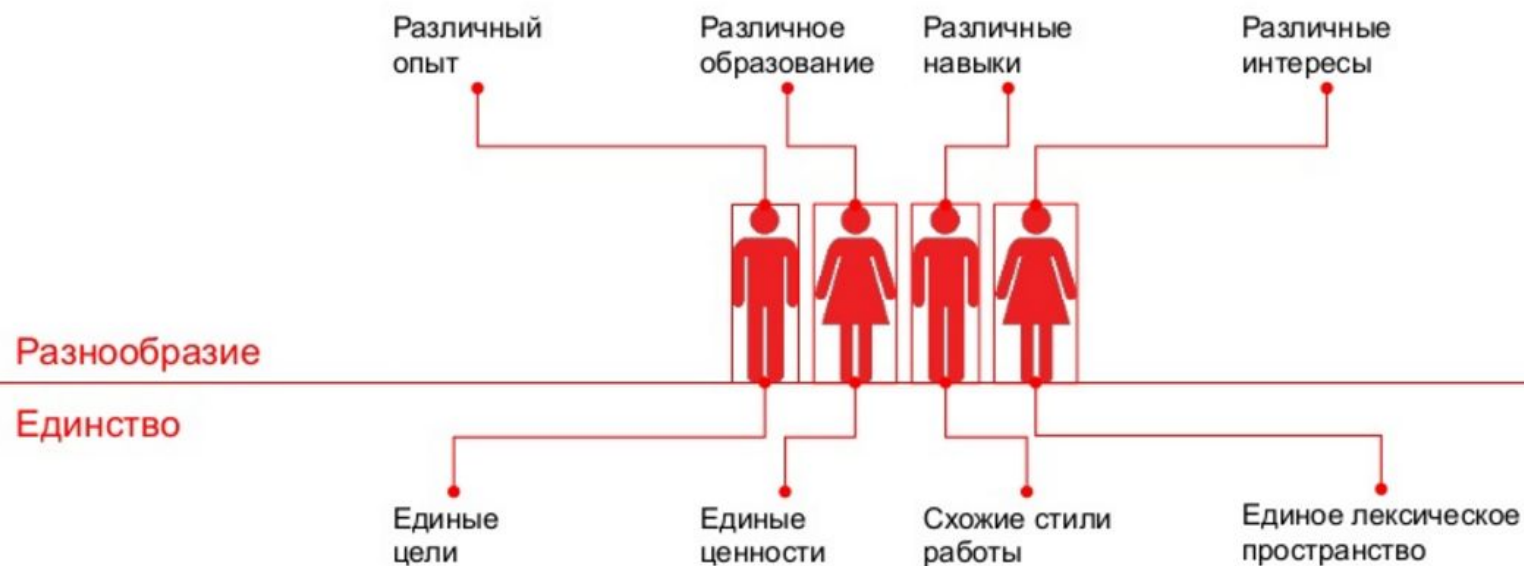 Различный
опыт
Различное
образование
Различные
навыки
Различные
интересы
Разнообразие
Единство
Единые
цели
Единые
ценности
Схожие стили
работы
Единое лексическое
пространство